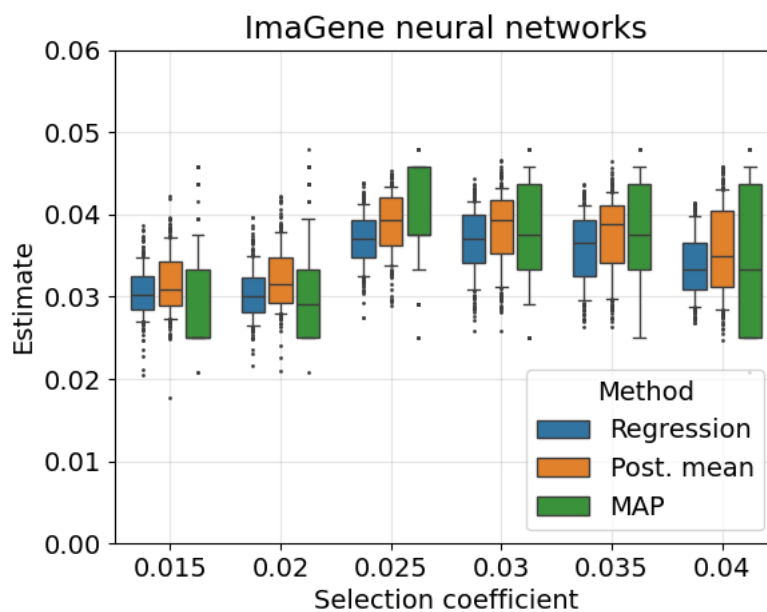 ImaGene neural networks
Estimate
0.06
0.05
0.04
0.03
0.02
0.01
0.00
Method
Regression
Post. mean
MAP
0.015 0.02 0.025 0.03 0.035 0.04
Selection coefficient